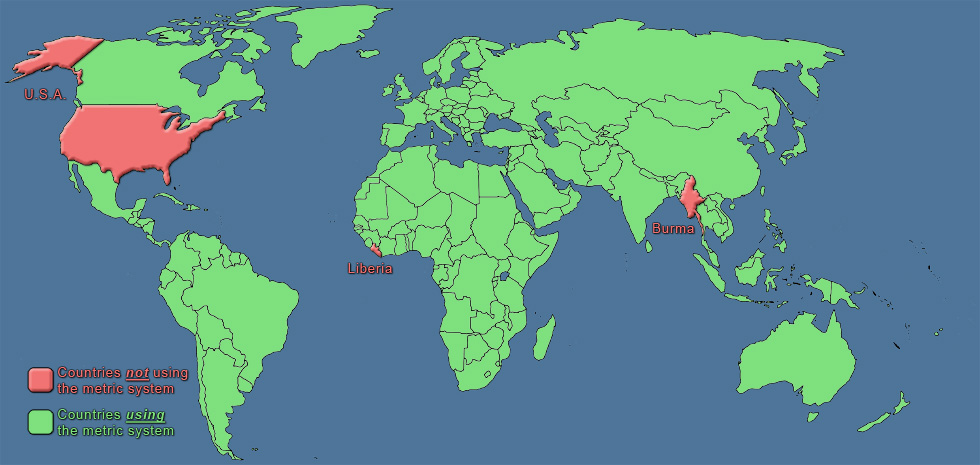 U.S.A.
Burma
Liberia
Countries not using
the metric system
Countries using
the metric system